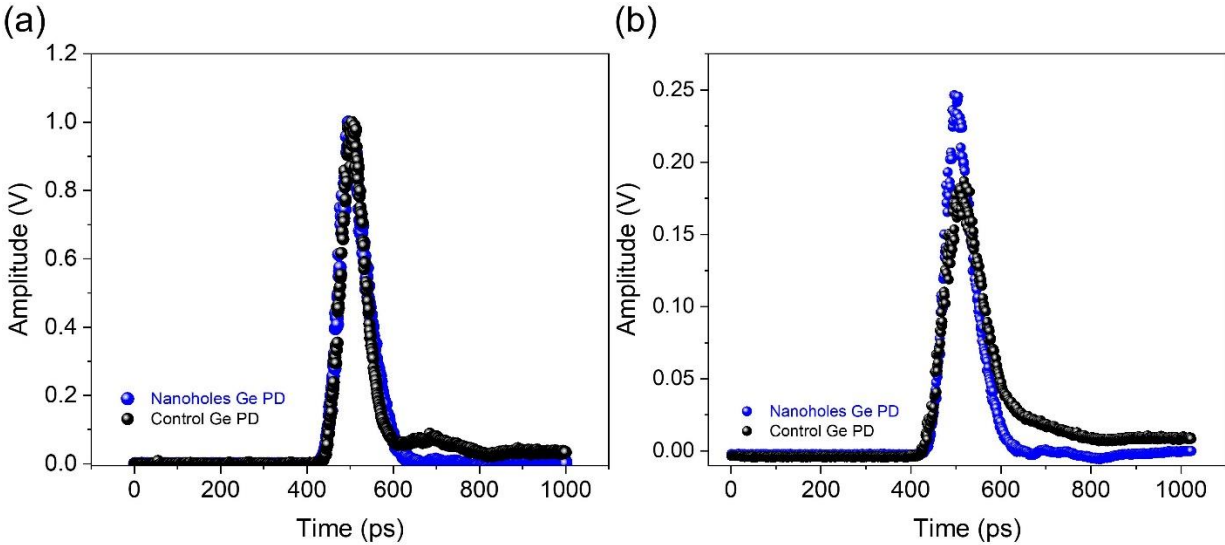 (a)
1.2
1.0
0.8
0.6
0.4
0.2
0.0
Amplitude (V)
Nanoholes Ge PD
Control Ge PD
0 200 400 600 800 1000
Time (ps)
(b)
0.25
0.20
0.15
0.10
0.05
0.00
Amplitude (V)
Nanoholes Ge PD
Control Ge PD
0 200 400 600 800 1000
Time (ps)